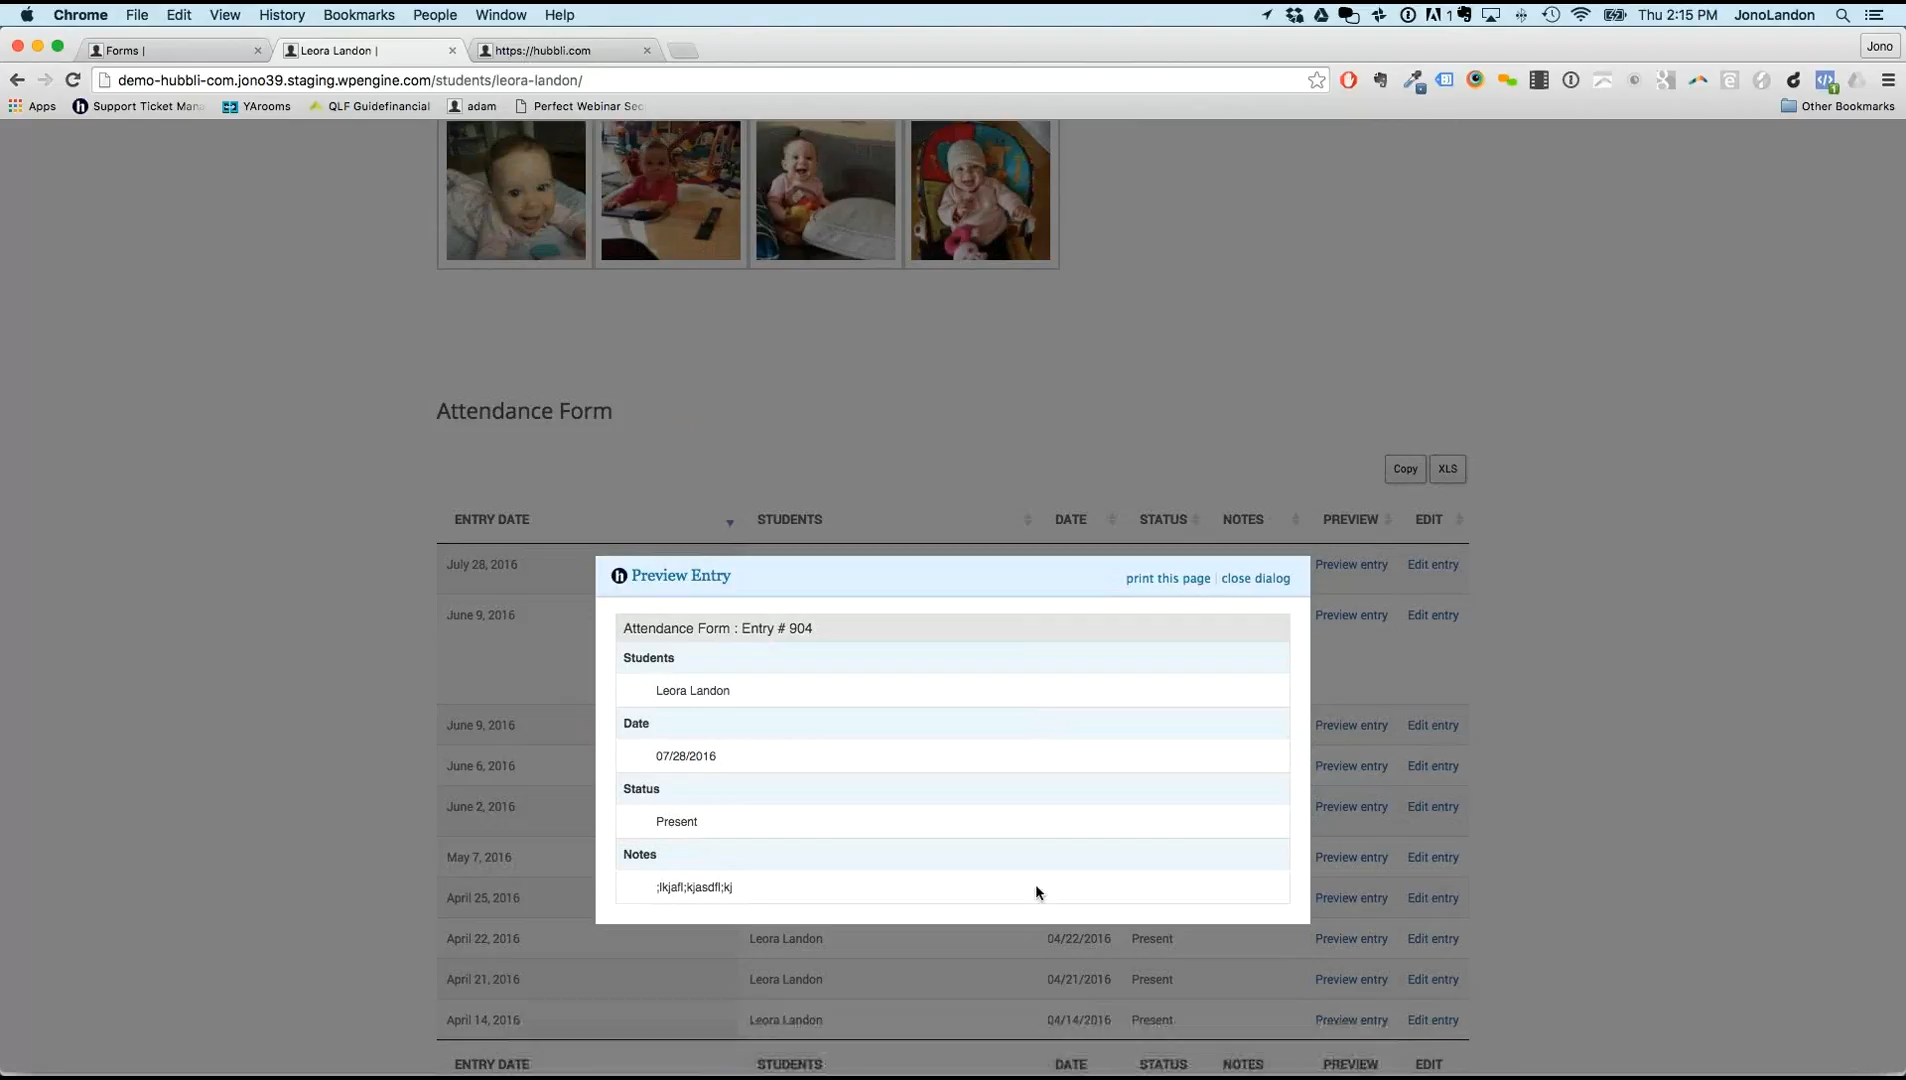 Chrome File Edit View History Bookmarks People Window Help 1 Thu 2:15 PM JonoLandon
Forms | Leora Landon | https://hubbli.com Jono
demo-hubbli-com.jono39.staging.wpengine.com/students/leora-landon/
Apps Support Ticket Mana YArooms QLF Guidefinancial adam Perfect Webinar Sec Other Bookmarks
Attendance Form
Copy XLS
ENTRY DATE STUDENTS DATE STATUS NOTES PREVIEW EDIT
July 28, 2016 Preview entry Edit entry
June 9, 2016 Preview entry Edit entry
June 9, 2016 Preview entry Edit entry
June 6, 2016 Preview entry Edit entry
June 2, 2016 Preview entry Edit entry
May 7, 2016 Preview entry Edit entry
April 25, 2016 Preview entry Edit entry
April 22, 2016 Leora Landon 04/22/2016 Present Preview entry Edit entry
April 21, 2016 Leora Landon 04/21/2016 Present Preview entry Edit entry
April 14, 2016 Leora Landon 04/14/2016 Present Preview entry Edit entry
ENTRY DATE STUDENTS DATE STATUS NOTES PREVIEW EDIT
h Preview Entry print this page | close dialog
Attendance Form : Entry # 904
Students
Leora Landon
Date
07/28/2016
Status
Present
Notes
;lkjafl;kjasdfl;kj